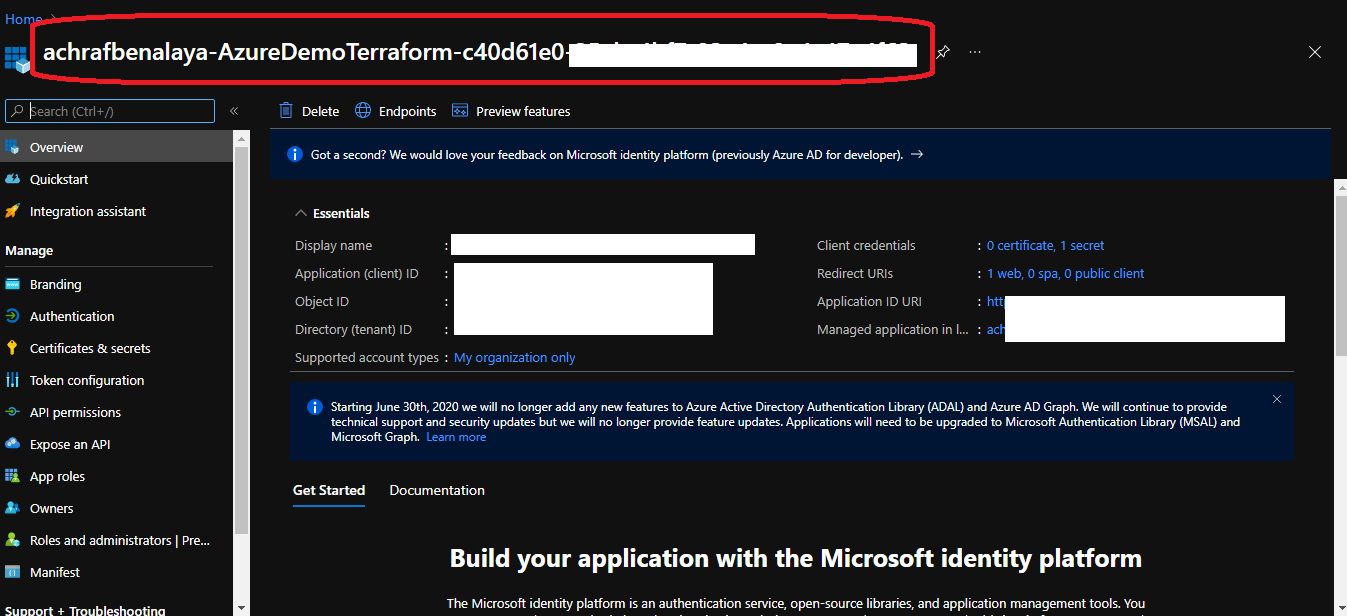 Home >
achrafbenalaya-AzureDemoTerraform-c40d61e0-
...
Search (Ctrl+/)
«
Delete Endpoints Preview features
Overview
Got a second? We would love your feedback on Microsoft identity platform (previously Azure AD for developer). →
Quickstart
Integration assistant
Essentials
Manage
Display name :
Client credentials : 0 certificate, 1 secret
Application (client) ID :
Redirect URIs : 1 web, 0 spa, 0 public client
Branding
Object ID :
Application ID URI : htt
Authentication
Directory (tenant) ID :
Managed application in l... : ach
Certificates & secrets
Supported account types : My organization only
Token configuration
API permissions
Starting June 30th, 2020 we will no longer add any new features to Azure Active Directory Authentication Library (ADAL) and Azure AD Graph. We will continue to provide
technical support and security updates but we will no longer provide feature updates. Applications will need to be upgraded to Microsoft Authentication Library (MSAL) and
Microsoft Graph. Learn more
Expose an API
App roles
Get Started Documentation
Owners
Roles and administrators | Pre...
Build your application with the Microsoft identity platform
Manifest
The Microsoft identity platform is an authentication service, open-source libraries, and application management tools. You
Support + Troubleshooting